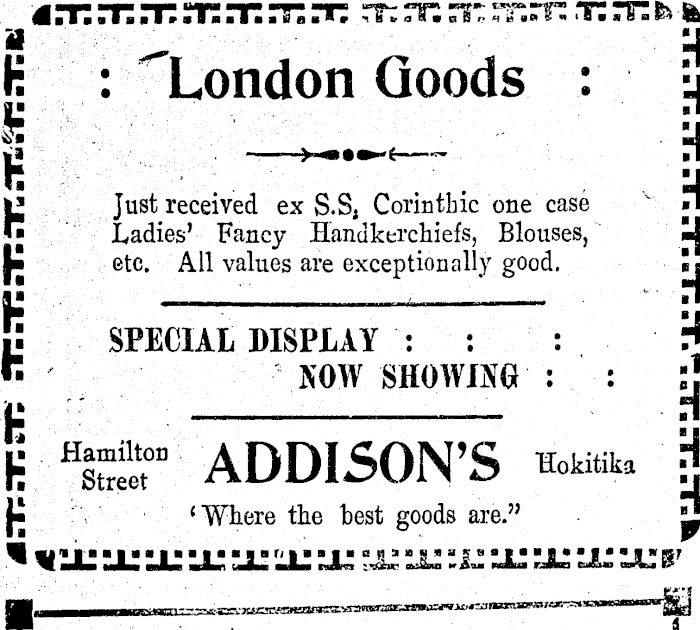 : London Goods :
Just received ex S.S. Corinthic one case
Ladies' Fancy Handkerchiefs, Blouses,
etc. All values are exceptionally good.
SPECIAL DISPLAY : : :
NOW SHOWING : :
Hamilton
Street
ADDISON'S
Hokitika
‘Where the best goods are.”